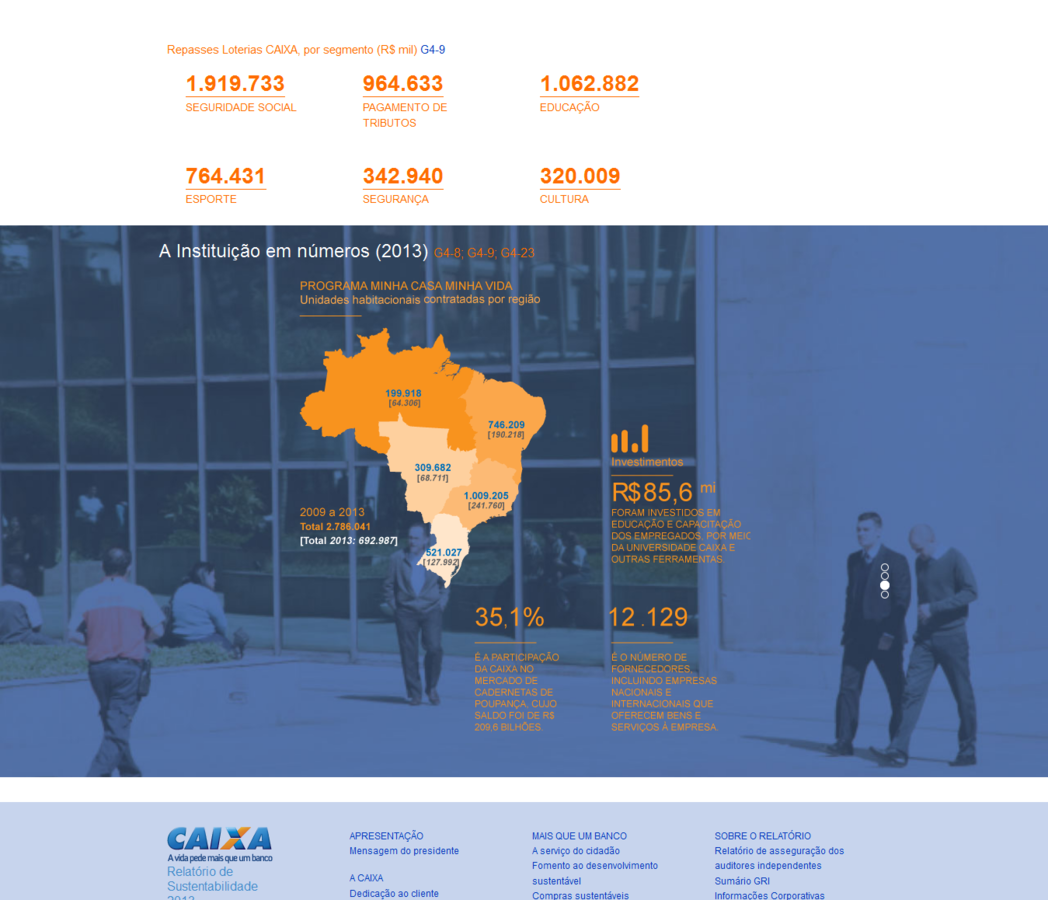 Repasses Loterias CAIXA, por segmento (R$ mil) G4-9
1.919.733
SEGURIDADE SOCIAL
964.633
PAGAMENTO DE
TRIBUTOS
1.062.882
EDUCAÇÃO
764.431
ESPORTE
342.940
SEGURANÇA
320.009
CULTURA
A Instituição em números (2013) G4-8; G4-9; G4-23
PROGRAMA MINHA CASA MINHA VIDA
Unidades habitacionais contratadas por região
199.918
[64.306]
746.209
[190.218]
309.682
[68.711]
1.009.205
[241.760]
521.027
[127.992]
2009 a 2013
Total 2.786.041
[Total 2013: 692.987]
Investimentos
R$85,6 mi
FORAM INVESTIDOS EM
EDUCAÇÃO E CAPACITAÇÃO
DOS EMPREGADOS, POR MEIO
DA UNIVERSIDADE CAIXA E
OUTRAS FERRAMENTAS.
35,1%
É A PARTICIPAÇÃO
DA CAIXA NO
MERCADO DE
CADERNETAS DE
POUPANÇA, CUJO
SALDO FOI DE R$
209,6 BILHÕES.
12.129
É O NÚMERO DE
FORNECEDORES,
INCLUINDO EMPRESAS
NACIONAIS E
INTERNACIONAIS QUE
OFERECEM BENS E
SERVIÇOS À EMPRESA.
CAIXA
A vida pede mais que um banco
Relatório de
Sustentabilidade
2013
APRESENTAÇÃO
Mensagem do presidente
A CAIXA
Dedicação ao cliente
MAIS QUE UM BANCO
A serviço do cidadão
Fomento ao desenvolvimento
sustentável
Compras sustentáveis
SOBRE O RELATÓRIO
Relatório de asseguração dos
auditores independentes
Sumário GRI
Informações Corporativas